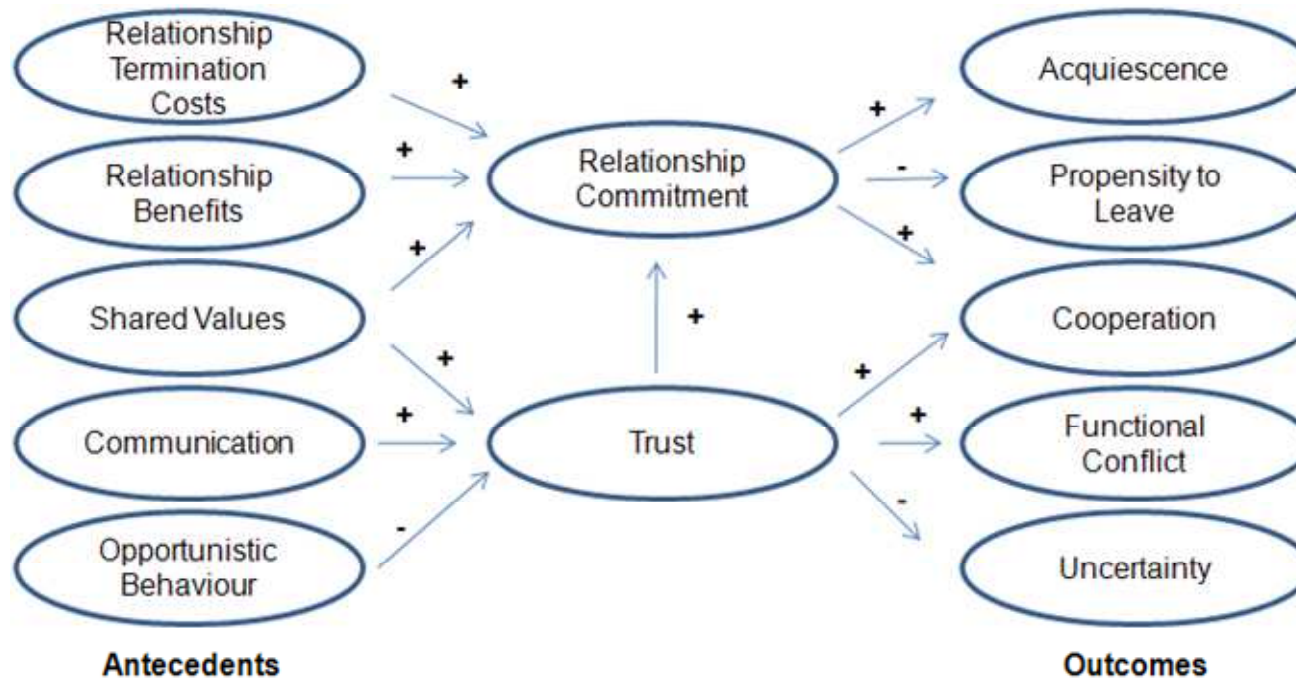 Relationship
Termination
Costs
+
Acquiescence
+
Relationship
Benefits
+
Relationship
Commitment
-
Propensity to
Leave
+
+
Shared Values
+
Cooperation
+
+
Communication
+
Trust
+
Functional
Conflict
-
-
Opportunistic
Behaviour
Uncertainty
Antecedents
Outcomes